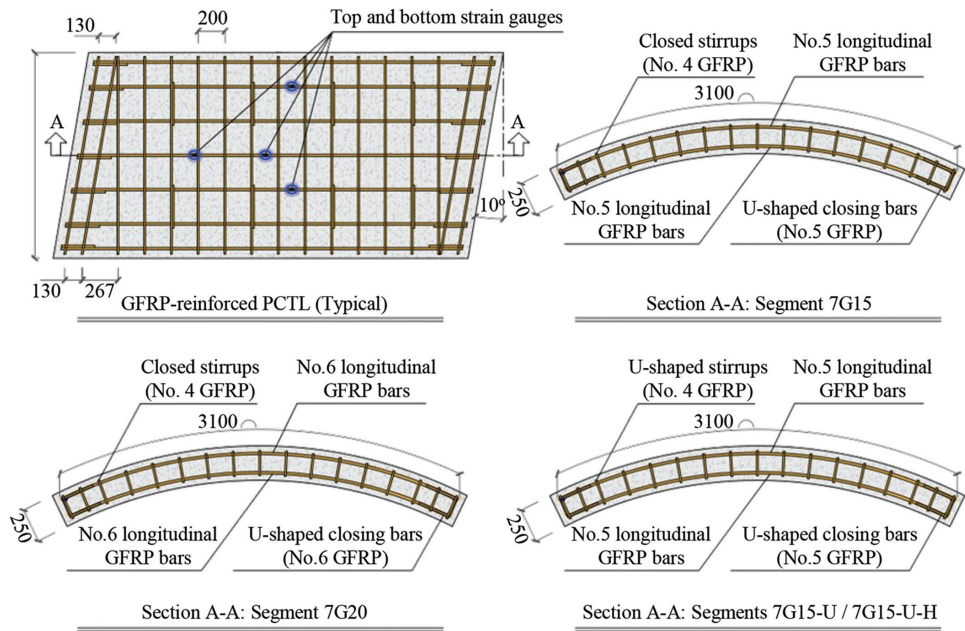 130
200
Top and bottom strain gauges
A
A
10°
130
267
GFRP-reinforced PCTL (Typical)
Closed stirrups
(No. 4 GFRP)
No.5 longitudinal
GFRP bars
3100
250
No.5 longitudinal
GFRP bars
U-shaped closing bars
(No.5 GFRP)
Section A-A: Segment 7G15
Closed stirrups
(No. 4 GFRP)
No.6 longitudinal
GFRP bars
3100
250
No.6 longitudinal
GFRP bars
U-shaped closing bars
(No.6 GFRP)
Section A-A: Segment 7G20
U-shaped stirrups
(No. 4 GFRP)
No.5 longitudinal
GFRP bars
3100
250
No.5 longitudinal
GFRP bars
U-shaped closing bars
(No.5 GFRP)
Section A-A: Segments 7G15-U / 7G15-U-H